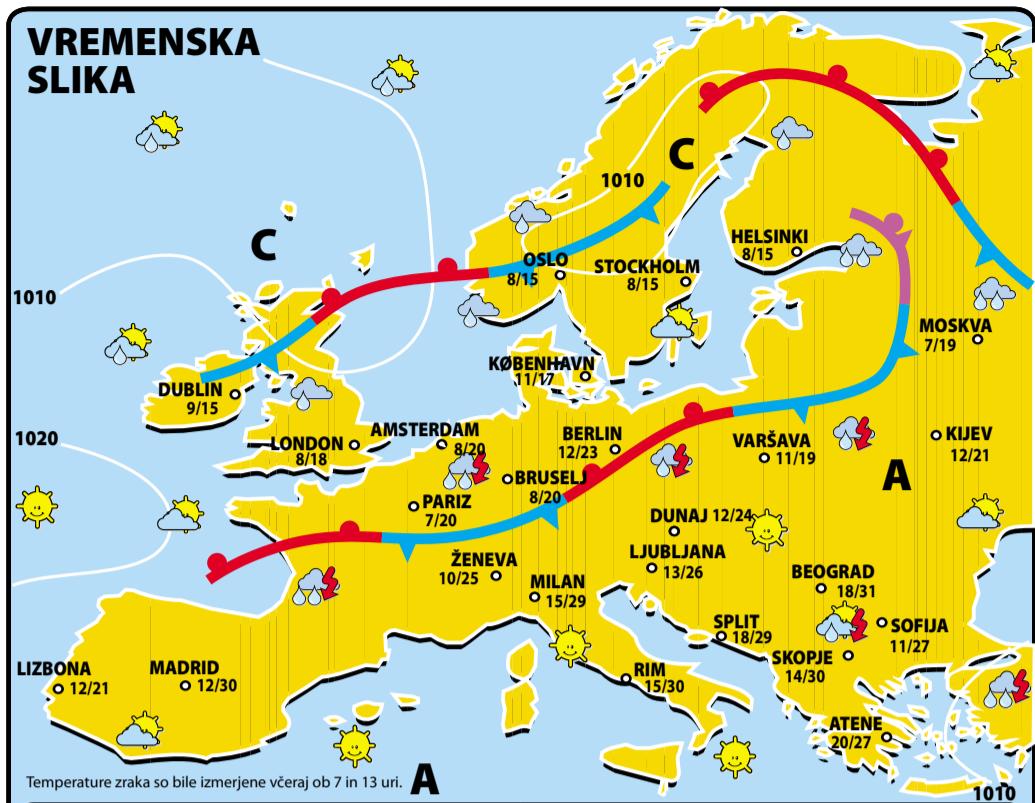 VREMENSKA
SLIKA
C
1010
C
HELSINKI
8/15
OSLO
8/15
STOCKHOLM
8/15
1010
MOSKVA
7/19
KØBENHAVN
11/17
DUBLIN
9/15
1020
LONDON
8/18
AMSTERDAM
8/20
BERLIN
12/23
VARŠAVA
11/19
KIJEV
12/21
A
BRUSELJ
8/20
PARIZ
7/20
DUNAJ 12/24
LJUBLJANA
13/26
ŽENEVA
10/25
MILAN
15/29
BEOGRAD
18/31
SPLIT
18/29
SOFIJA
11/27
SKOPJE
14/30
LIZBONA
12/21
MADRID
12/30
RIM
15/30
ATENE
20/27
Temperature zraka so bile izmerjene včeraj ob 7 in 13 uri.
A
1010